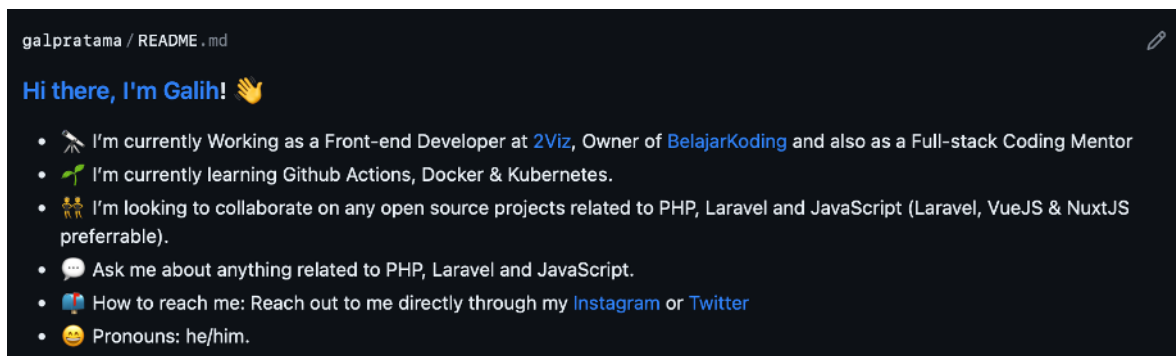 galpratama/README.md
Hi there, I'm Galih! 👋
• 🔭 I'm currently Working as a Front-end Developer at 2Viz, Owner of BelajarKoding and also as a Full-stack Coding Mentor
• 🌱 I'm currently learning Github Actions, Docker & Kubernetes.
• 👯 I'm looking to collaborate on any open source projects related to PHP, Laravel and JavaScript (Laravel, VueJS & NuxtJS
preferrable).
• 💬 Ask me about anything related to PHP, Laravel and JavaScript.
• 📫 How to reach me: Reach out to me directly through my Instagram or Twitter
• 😄 Pronouns: he/him.